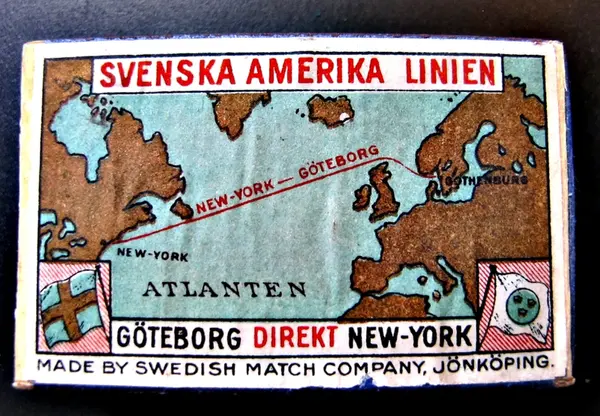 SVENSKA AMERIKA LINIEN
NEW-YORK — GÖTEBORG
GOTHENBURG
NEW-YORK
ATLANTEN
GÖTEBORG DIREKT NEW-YORK
MADE BY SWEDISH MATCH COMPANY, JÖNKÖPING.